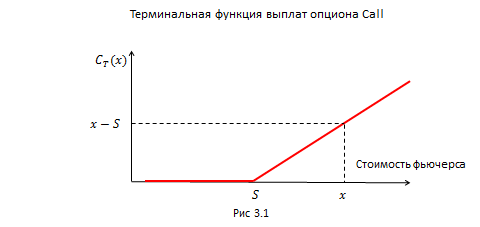 Терминальная функция выплат опциона Call
C_T(x)
x − S
Стоимость фьючерса
S
x
Рис 3.1